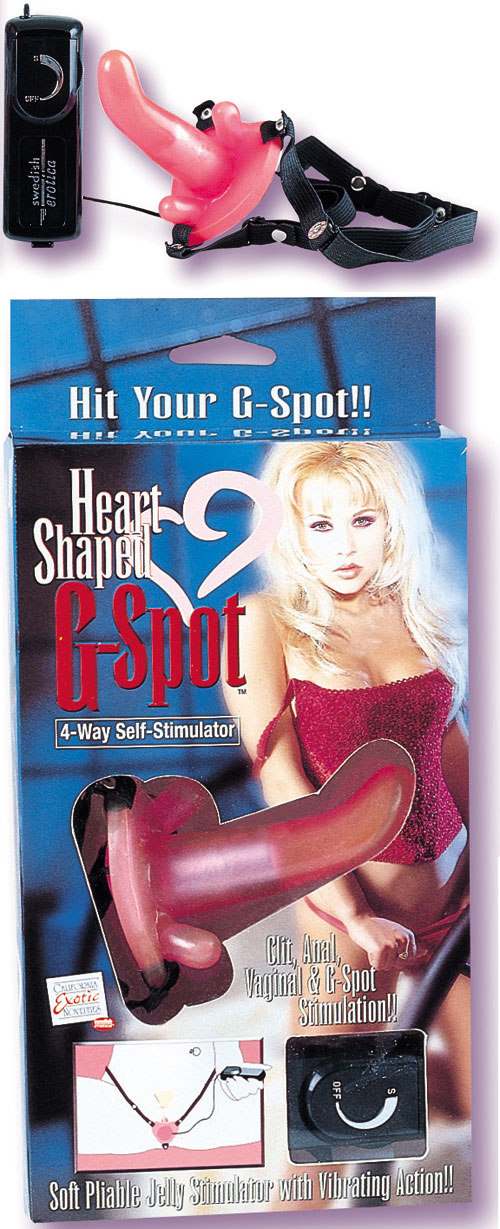 S
OFF
swedish
erotica
Hit Your G-Spot!!
Heart
Shaped
G-Spot
TM
4-Way Self-Stimulator
Clit, Anal,
Vaginal & G-Spot
Stimulation!!
CALIFORNIA
Exotic
NOVELTIES
OFF
S
Soft Pliable Jelly Stimulator with Vibrating Action!!